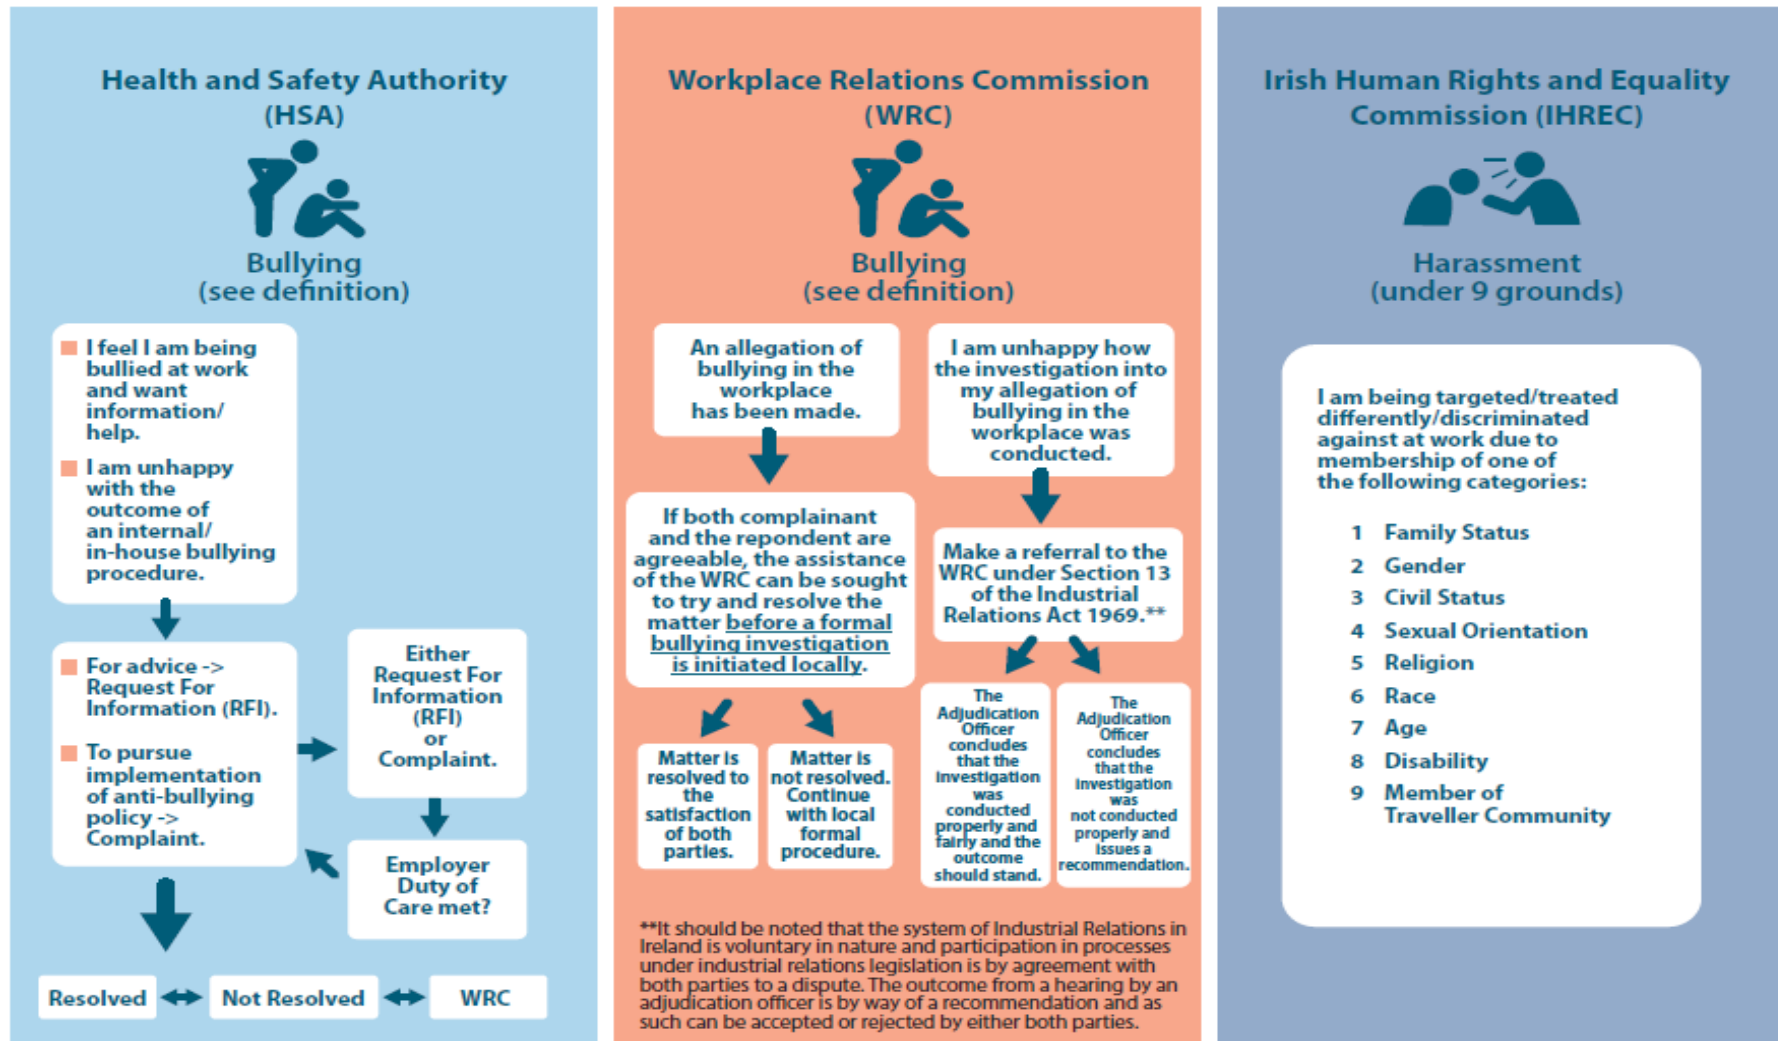 Health and Safety Authority
(HSA)
Bullying
(see definition)
I feel I am being
bullied at work
and want
information/
help.
I am unhappy
with the
outcome of
an internal/
in-house bullying
procedure.
For advice ->
Request For
Information (RFI).
To pursue
implementation
of anti-bullying
policy ->
Complaint.
Either
Request For
Information
(RFI)
or
Complaint.
Employer
Duty of
Care met?
Resolved
Not Resolved
WRC
Workplace Relations Commission
(WRC)
Bullying
(see definition)
An allegation of
bullying in the
workplace
has been made.
If both complainant
and the repondent are
agreeable, the assistance
of the WRC can be sought
to try and resolve the
matter before a formal
bullying investigation
is initiated locally.
Matter is
resolved to
the
satisfaction
of both
parties.
Matter is
not resolved.
Continue
with local
formal
procedure.
I am unhappy how
the investigation into
my allegation of
bullying in the
workplace was
conducted.
Make a referral to the
WRC under Section 13
of the Industrial
Relations Act 1969.**
The
Adjudication
Officer
concludes
that the
investigation
was
conducted
properly and
fairly and the
outcome
should stand.
The
Adjudication
Officer
concludes
that the
investigation
was
not conducted
properly and
issues a
recommendation.
**It should be noted that the system of Industrial Relations in
Ireland is voluntary in nature and participation in processes
under industrial relations legislation is by agreement with
both parties to a dispute. The outcome from a hearing by an
adjudication officer is by way of a recommendation and as
such can be accepted or rejected by either both parties.
Irish Human Rights and Equality
Commission (IHREC)
Harassment
(under 9 grounds)
I am being targeted/treated
differently/discriminated
against at work due to
membership of one of
the following categories:
1 Family Status
2 Gender
3 Civil Status
4 Sexual Orientation
5 Religion
6 Race
7 Age
8 Disability
9 Member of
Traveller Community